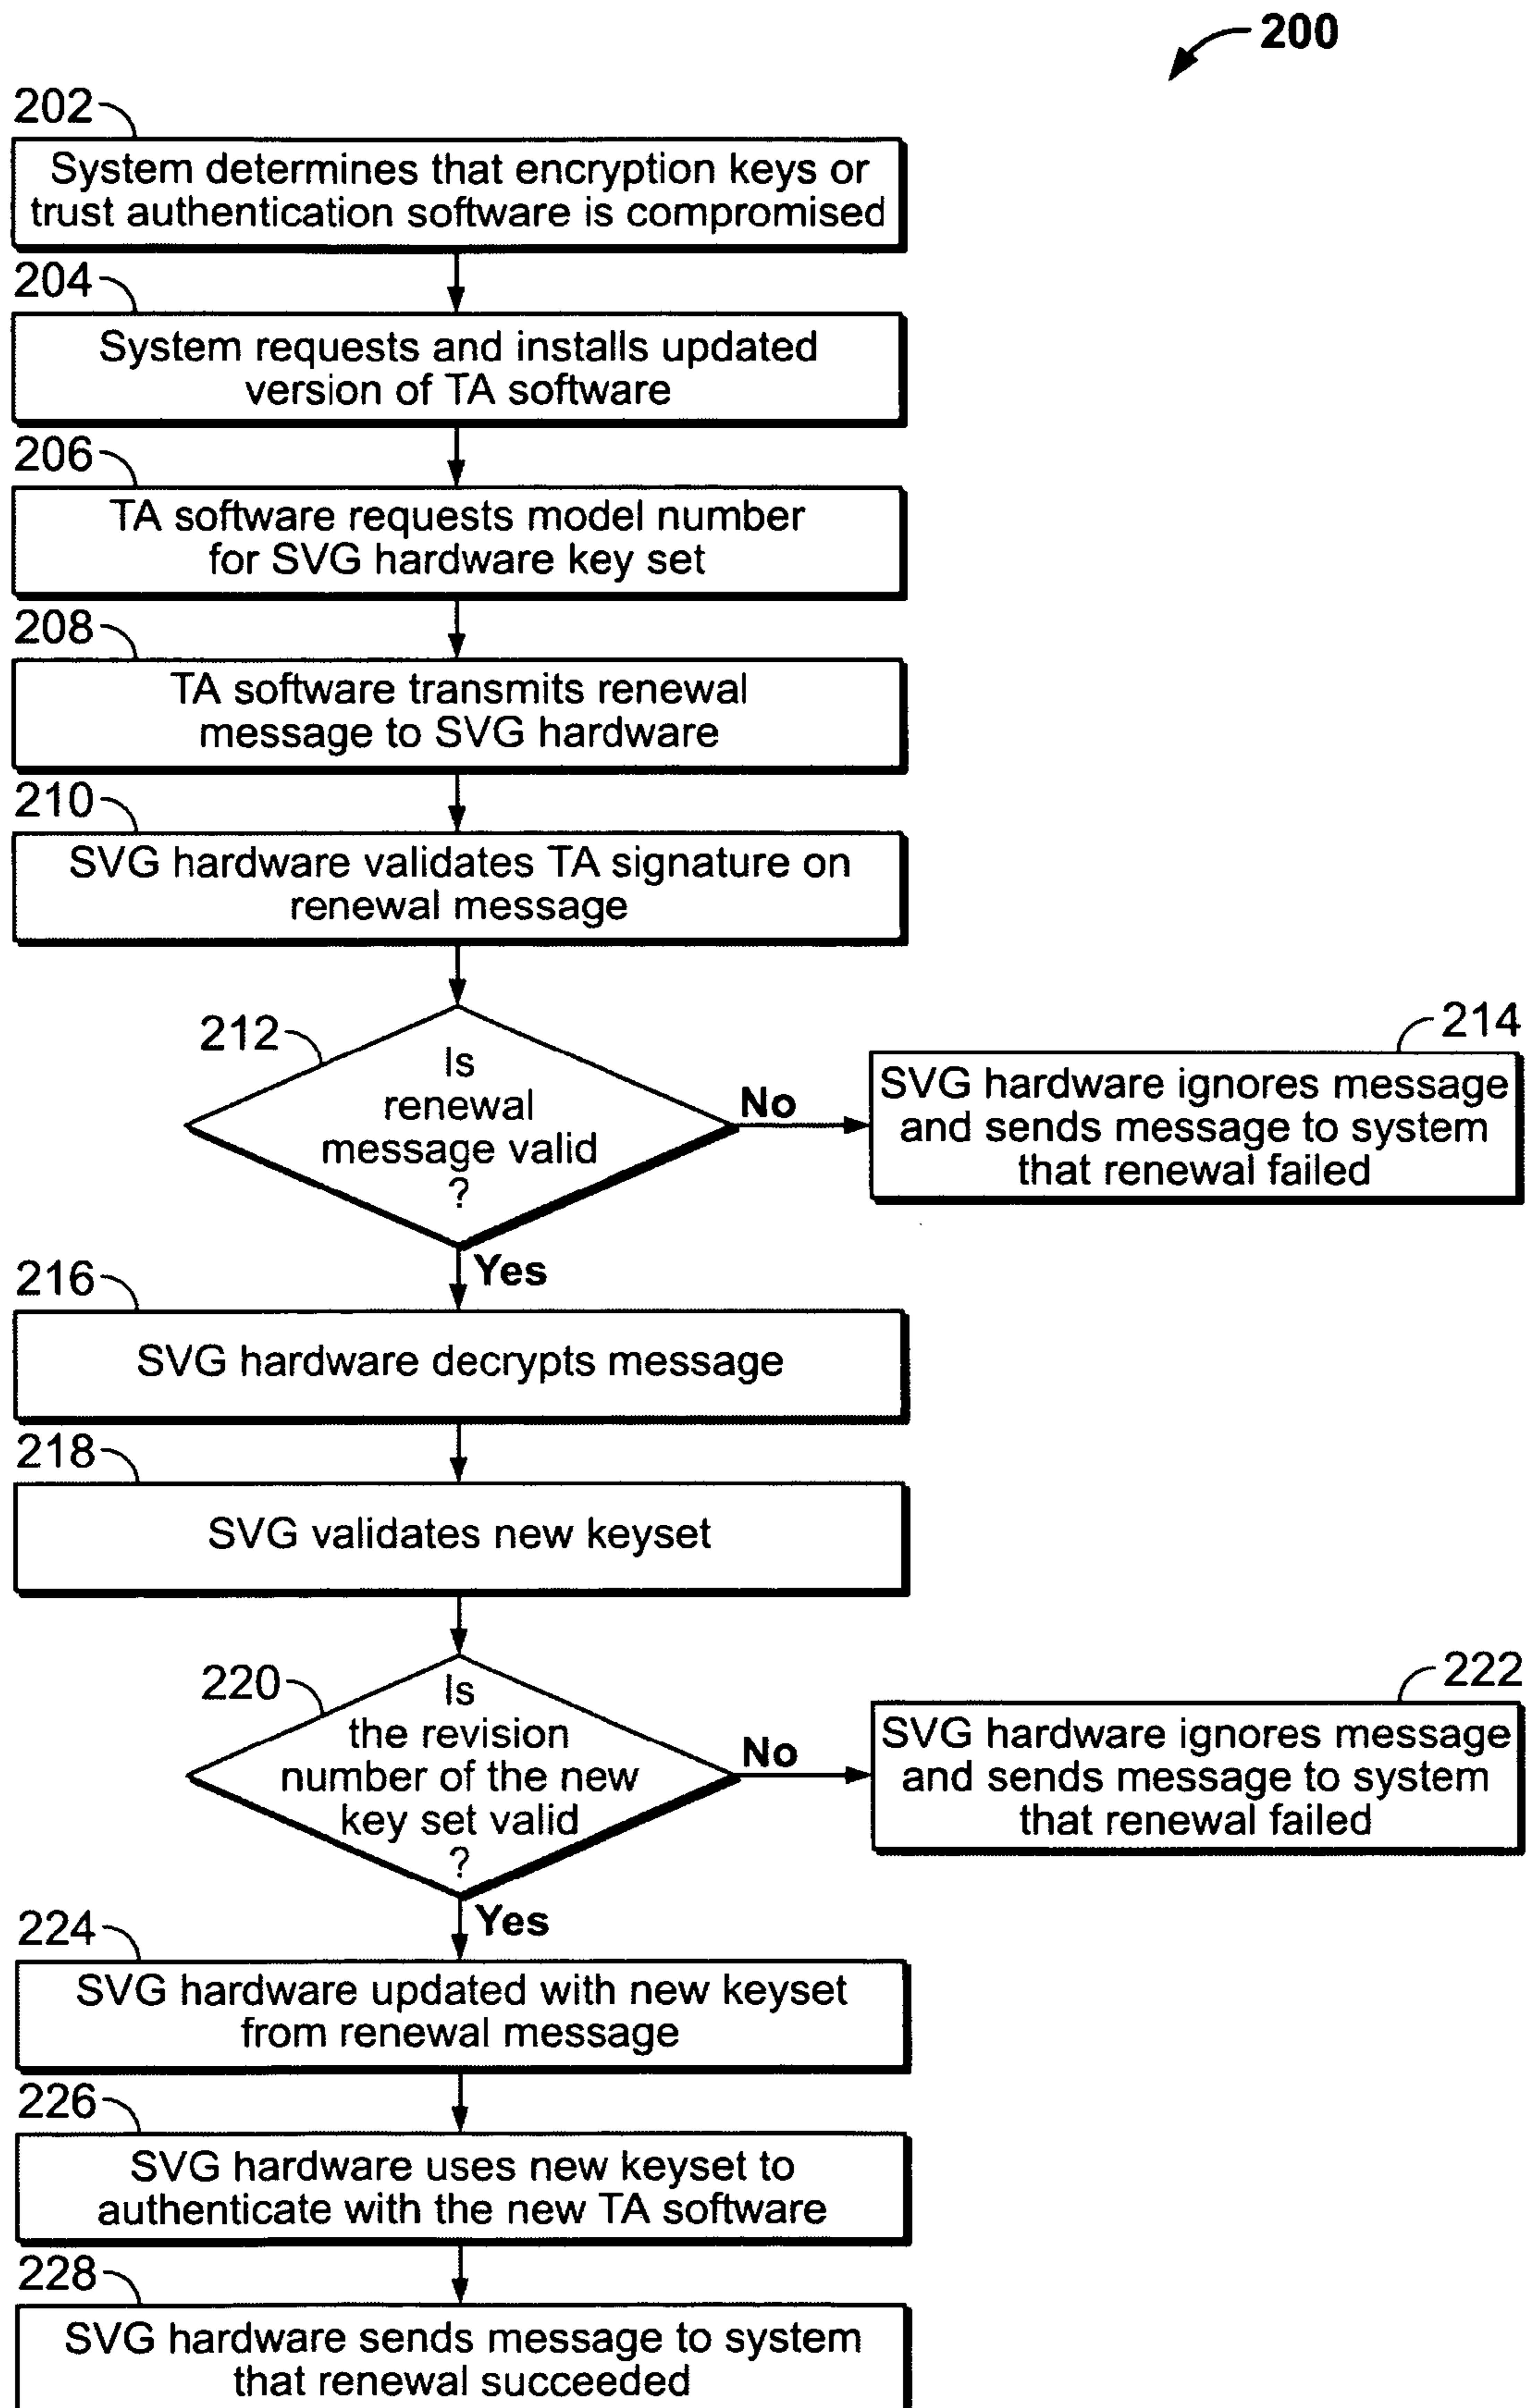 200
202
System determines that encryption keys or
trust authentication software is compromised
204
System requests and installs updated
version of TA software
206
TA software requests model number
for SVG hardware key set
208
TA software transmits renewal
message to SVG hardware
210
SVG hardware validates TA signature on
renewal message
212
Is
renewal
message valid
?
No
214
SVG hardware ignores message
and sends message to system
that renewal failed
Yes
216
SVG hardware decrypts message
218
SVG validates new keyset
220
Is
the revision
number of the new
key set valid
?
No
222
SVG hardware ignores message
and sends message to system
that renewal failed
Yes
224
SVG hardware updated with new keyset
from renewal message
226
SVG hardware uses new keyset to
authenticate with the new TA software
228
SVG hardware sends message to system
that renewal succeeded